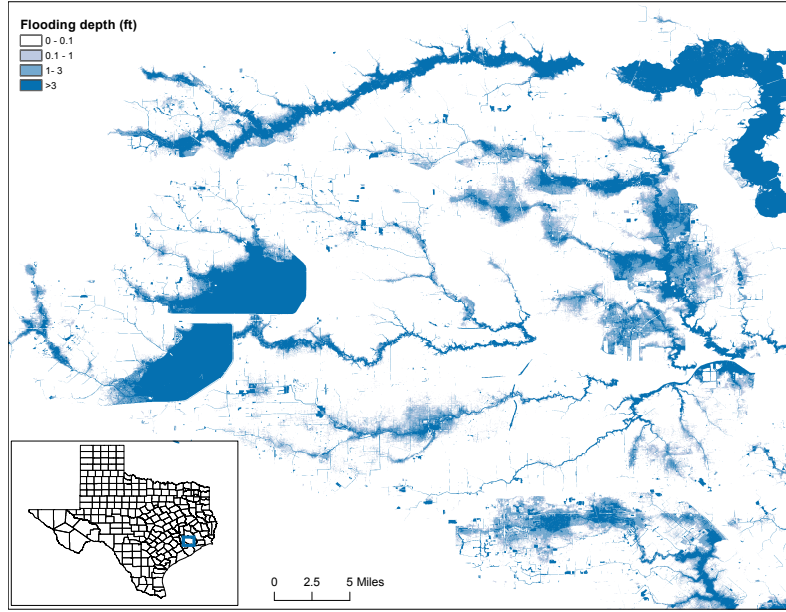 Flooding depth (ft)
0 - 0.1
0.1 - 1
1- 3
>3
0 2.5 5 Miles